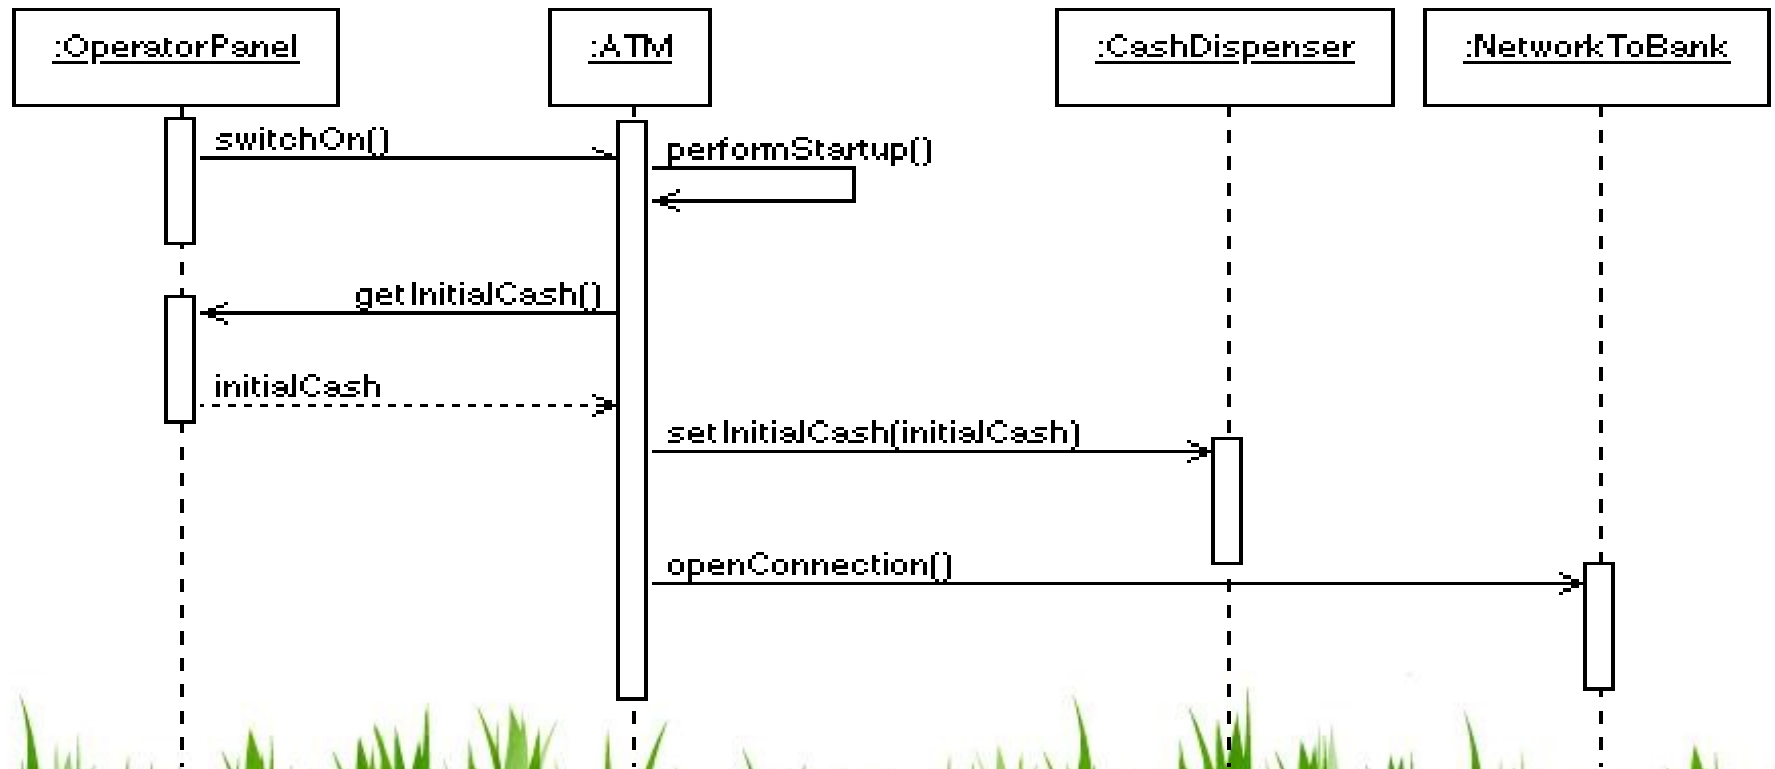 :OperatorPanel
:ATM
:CashDispenser
:NetworkToBank
switchOn()
performStartup()
getInitialCash()
initialCash
setInitialCash(initialCash)
openConnection()